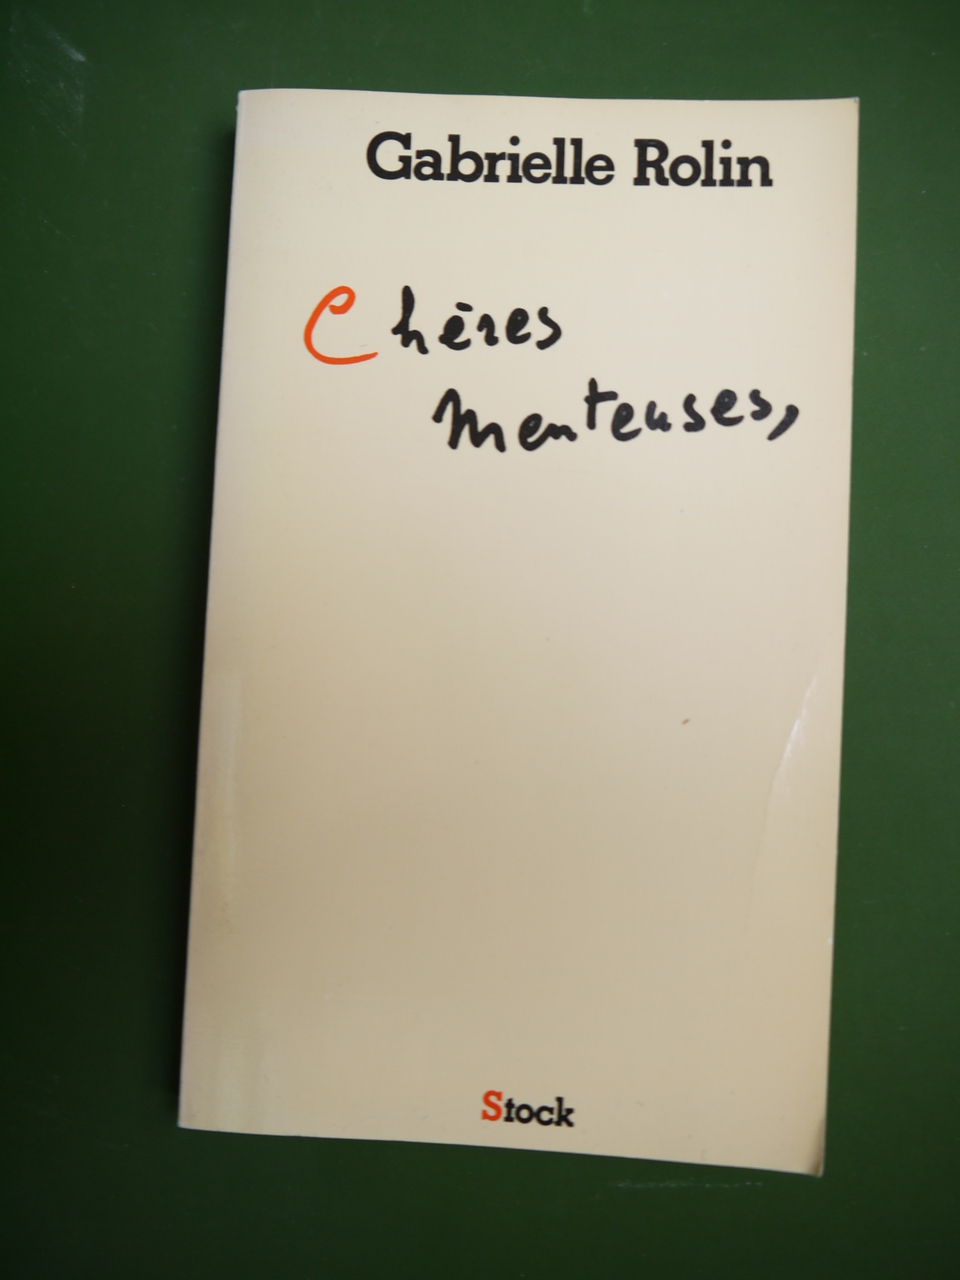 Gabrielle Rolin
Chères
menteuses,
Stock